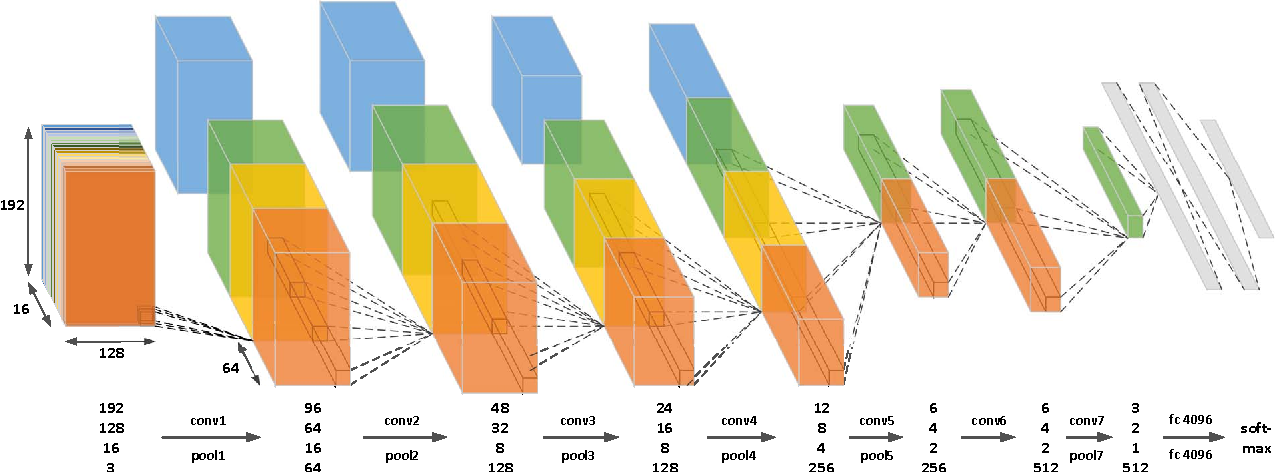 192
16
128
64
192 96 48 24 12 6 6 3
conv1 conv2 conv3 conv4 conv5 conv6 conv7 fc 4096
128 64 32 16 8 4 4 2 soft-
16 16 8 8 4 2 2 1 max
pool1 pool2 pool3 pool4 pool5 pool7 fc 4096
3 64 128 128 256 256 512 512